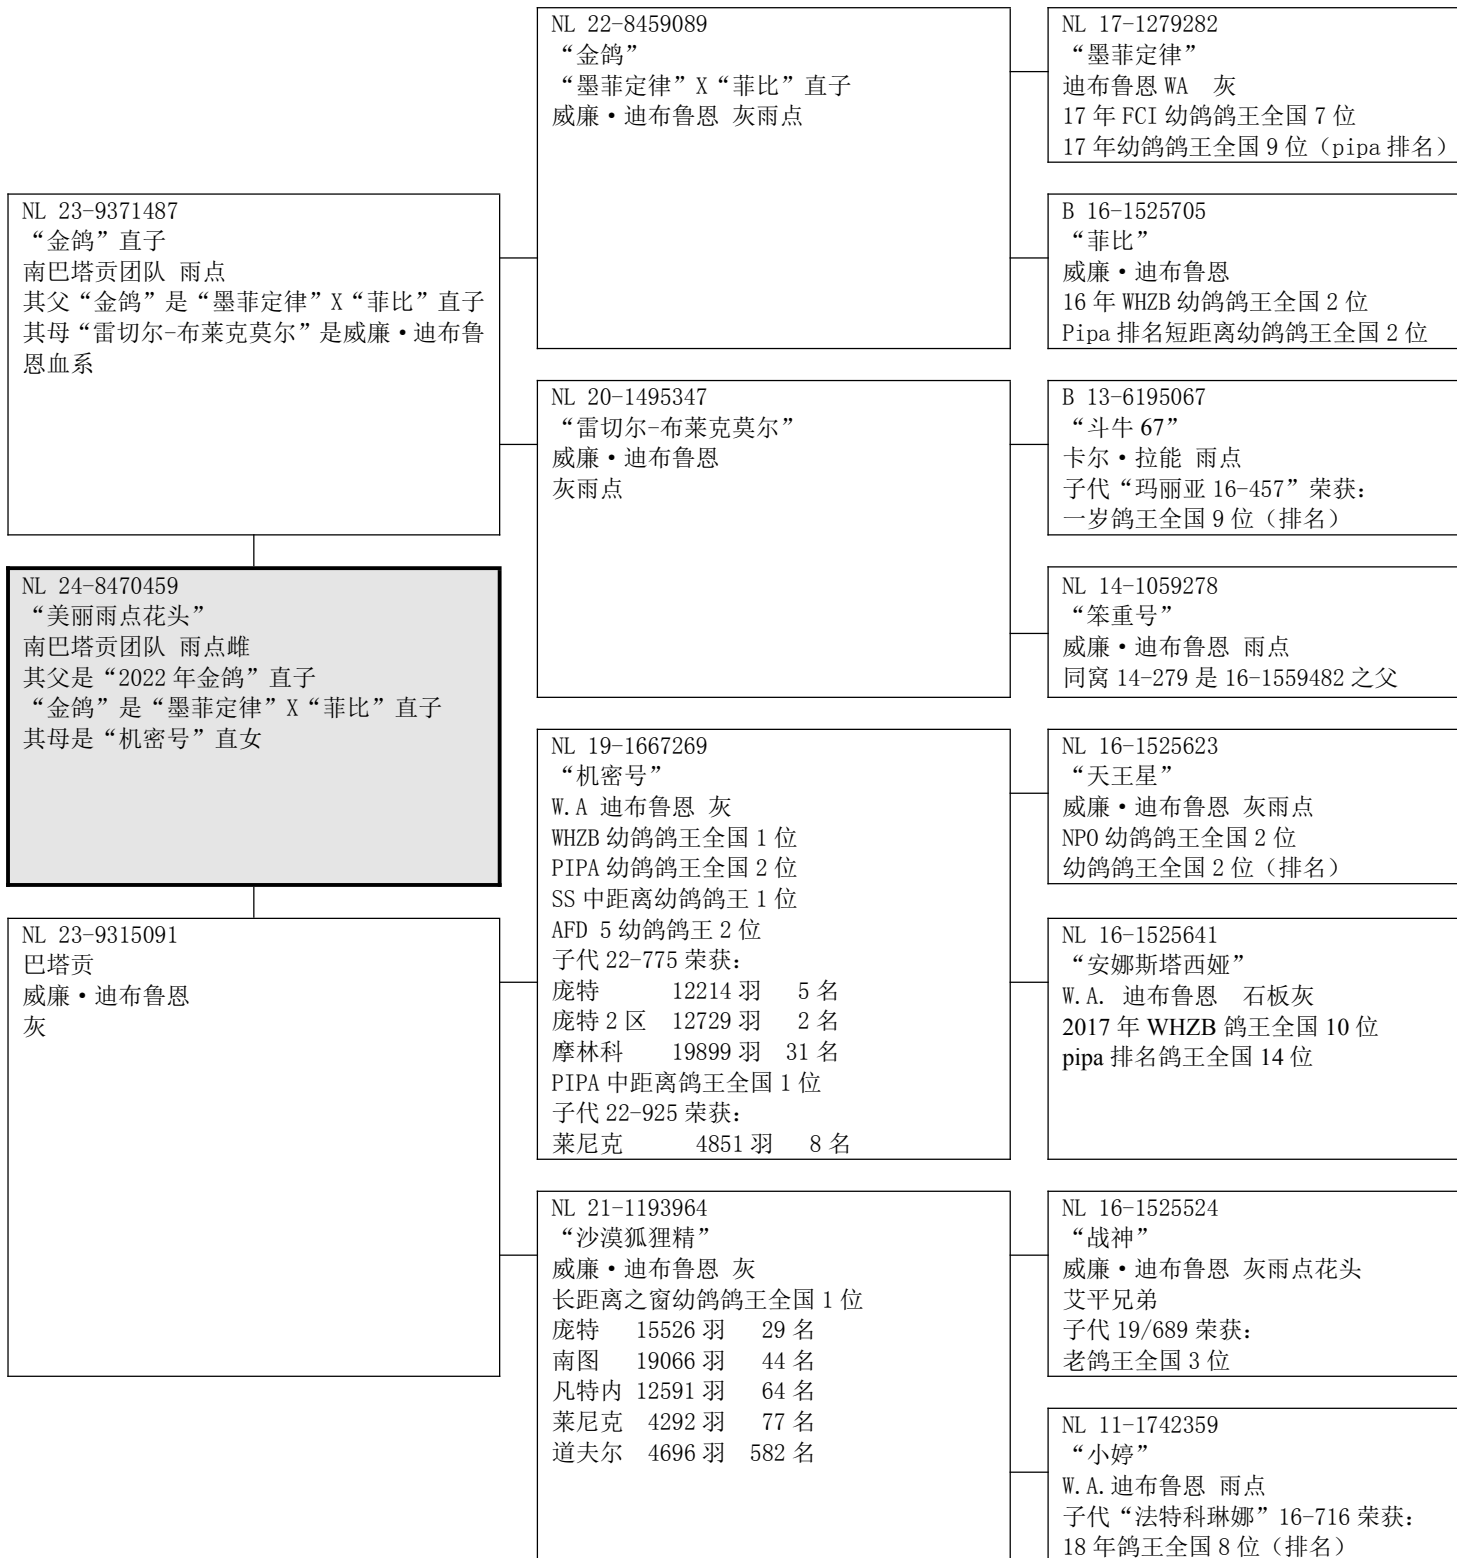 NL 23-9371487
“金鸽”直子
南巴塔贡团队 雨点
其父“金鸽”是“墨菲定律”X“菲比”直子
其母“雷切尔-布莱克莫尔”是威廉·迪布鲁
恩血系
NL 24-8470459
“美丽雨点花头”
南巴塔贡团队 雨点雌
其父是“2022 年金鸽”直子
“金鸽”是“墨菲定律”X“菲比”直子
其母是“机密号”直女
NL 23-9315091
巴塔贡
威廉·迪布鲁恩
灰
NL 22-8459089
“金鸽”
“墨菲定律”X“菲比”直子
威廉·迪布鲁恩 灰雨点
NL 20-1495347
“雷切尔-布莱克莫尔”
威廉·迪布鲁恩
灰雨点
NL 19-1667269
“机密号”
W.A 迪布鲁恩 灰
WHZB 幼鸽鸽王全国 1 位
PIPA 幼鸽鸽王全国 2 位
SS 中距离幼鸽鸽王 1 位
AFD 5 幼鸽鸽王 2 位
子代 22-775 荣获:
庞特 12214 羽 5 名
庞特 2 区 12729 羽 2 名
摩林科 19899 羽 31 名
PIPA 中距离鸽王全国 1 位
子代 22-925 荣获:
莱尼克 4851 羽 8 名
NL 21-1193964
“沙漠狐狸精”
威廉·迪布鲁恩 灰
长距离之窗幼鸽鸽王全国 1 位
庞特 15526 羽 29 名
南图 19066 羽 44 名
凡特内 12591 羽 64 名
莱尼克 4292 羽 77 名
道夫尔 4696 羽 582 名
NL 17-1279282
“墨菲定律”
迪布鲁恩 WA 灰
17 年 FCI 幼鸽鸽王全国 7 位
17 年幼鸽鸽王全国 9 位（pipa 排名）
B 16-1525705
“菲比”
威廉·迪布鲁恩
16 年 WHZB 幼鸽鸽王全国 2 位
Pipa 排名短距离幼鸽鸽王全国 2 位
B 13-6195067
“斗牛 67”
卡尔·拉能 雨点
子代“玛丽亚 16-457”荣获:
一岁鸽王全国 9 位（排名）
NL 14-1059278
“笨重号”
威廉·迪布鲁恩 雨点
同窝 14-279 是 16-1559482 之父
NL 16-1525623
“天王星”
威廉·迪布鲁恩 灰雨点
NPO 幼鸽鸽王全国 2 位
幼鸽鸽王全国 2 位（排名）
NL 16-1525641
“安娜斯塔西娅”
W.A. 迪布鲁恩 石板灰
2017 年 WHZB 鸽王全国 10 位
pipa 排名鸽王全国 14 位
NL 16-1525524
“战神”
威廉·迪布鲁恩 灰雨点花头
艾平兄弟
子代 19/689 荣获:
老鸽王全国 3 位
NL 11-1742359
“小婷”
W.A.迪布鲁恩 雨点
子代“法特科琳娜”16-716 荣获:
18 年鸽王全国 8 位（排名）